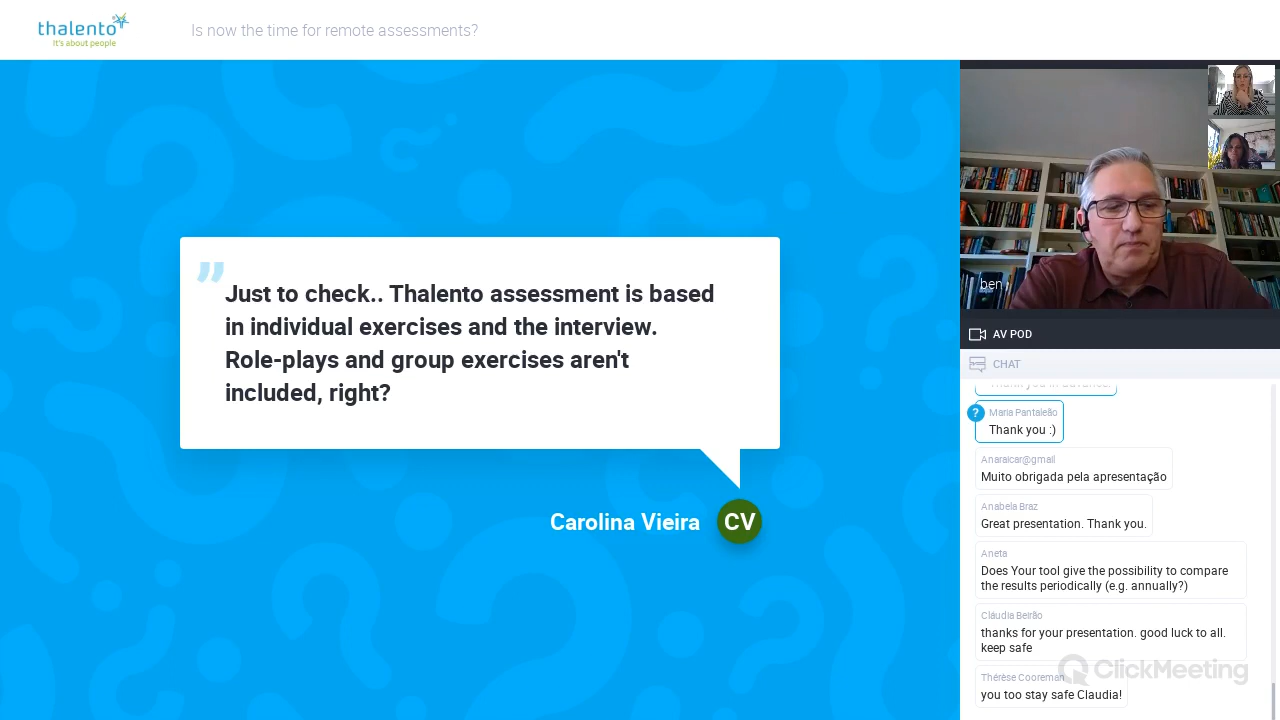 thalento
It's about people
Is now the time for remote assessments?
"
Just to check.. Thalento assessment is based
in individual exercises and the interview.
Role-plays and group exercises aren't
included, right?
Carolina Vieira
CV
ben
AV POD
CHAT
Thank you in advance.
?
Maria Pantaleão
Thank you :)
Anaraicar@gmail
Muito obrigada pela apresentação
Anabela Braz
Great presentation. Thank you.
Aneta
Does Your tool give the possibility to compare
the results periodically (e.g. annually?)
Cláudia Beirão
thanks for your presentation. good luck to all.
keep safe
ClickMeeting
Thérèse Cooreman
you too stay safe Claudia!